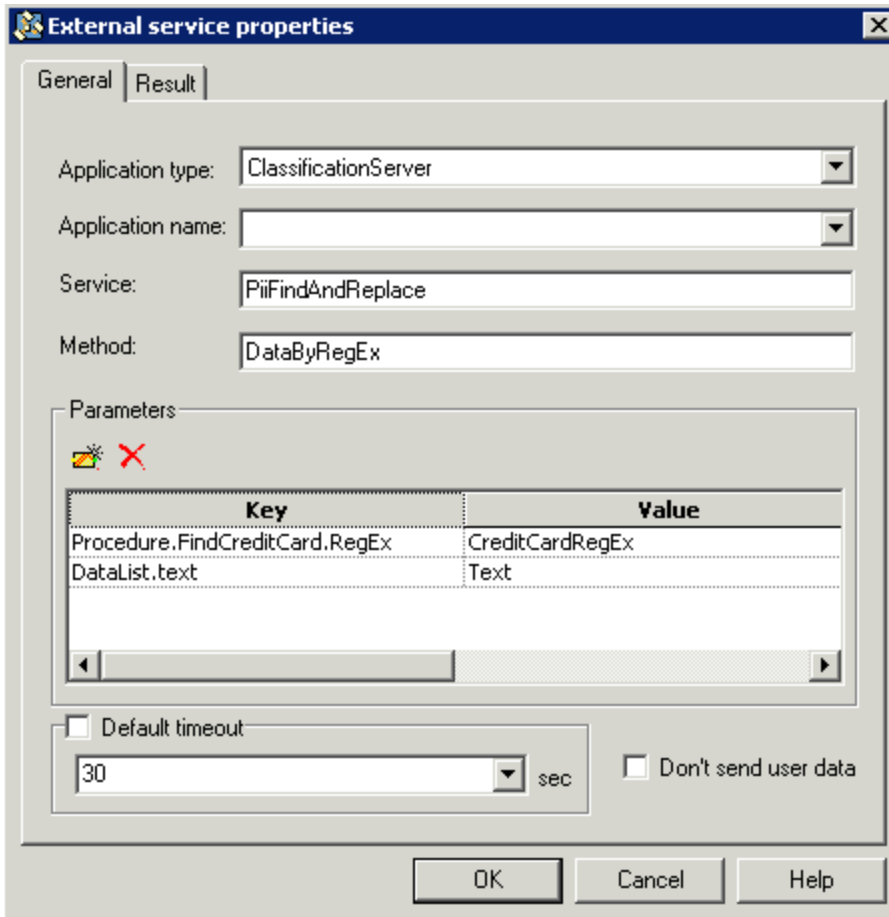 External service properties
General Result
Application type: ClassificationServer
Application name:
Service: PiiFindAndReplace
Method: DataByRegEx
Parameters
Key Value
Procedure.FindCreditCard.RegEx CreditCardRegEx
DataList.text Text
Default timeout
30 sec Don't send user data
OK Cancel Help